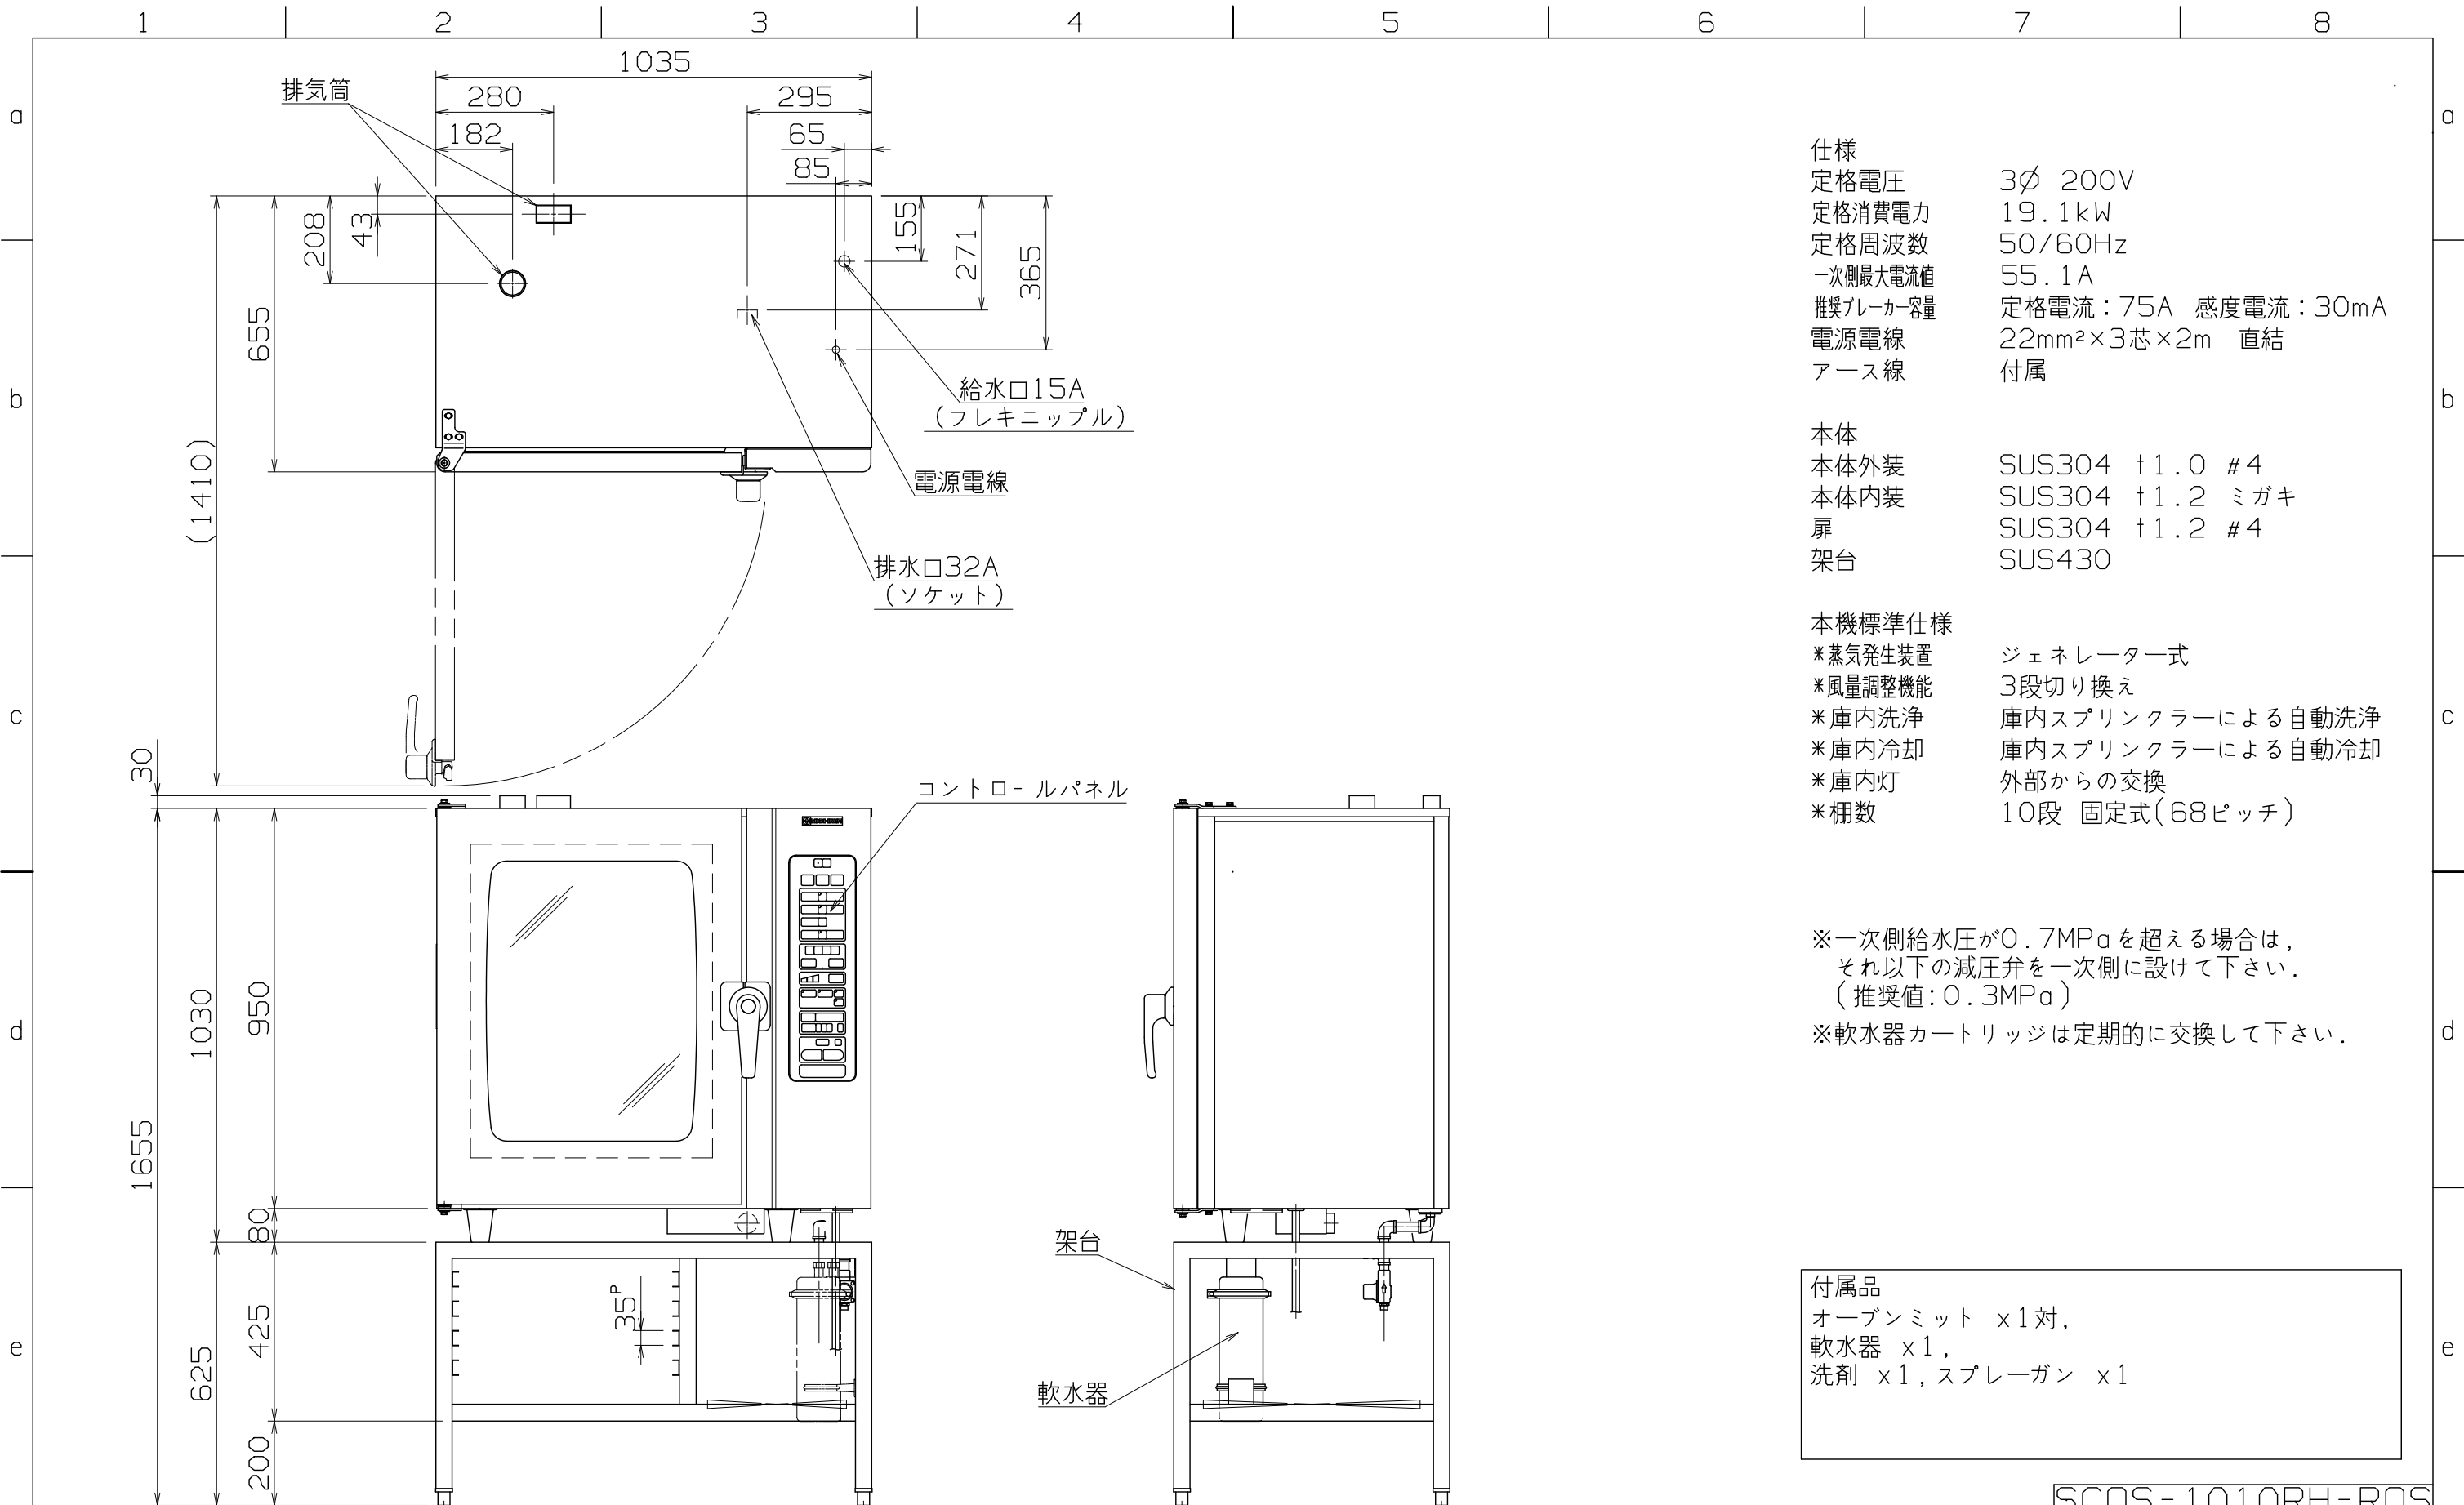 1 2 3 4 5 6 7 8
a
b
c
d
e
a
b
c
d
e
1035
排気筒
280
295
182
65
85
208
43
155
271
365
655
(1410)
給水口15A
(フレキニップル)
電源電線
排水口32A
(ソケット)
30
コントロ-ルパネル
1655
1030
950
80
625
425
200
35P
架台
軟水器
仕様
定格電圧 3∅ 200V
定格消費電力 19.1kW
定格周波数 50/60Hz
一次側最大電流値 55.1A
推奨ブレーカー容量 定格電流：75A 感度電流：30mA
電源電線 22mm²×3芯×2m 直結
アース線 付属
本体
本体外装 SUS304 t1.0 #4
本体内装 SUS304 t1.2 ミガキ
扉 SUS304 t1.2 #4
架台 SUS430
本機標準仕様
*蒸気発生装置 ジェネレーター式
*風量調整機能 3段切り換え
*庫内洗浄 庫内スプリンクラーによる自動洗浄
*庫内冷却 庫内スプリンクラーによる自動冷却
*庫内灯 外部からの交換
*棚数 10段 固定式(68ピッチ)
※一次側給水圧が0.7MPaを超える場合は,
それ以下の減圧弁を一次側に設けて下さい.
(推奨値:0.3MPa)
※軟水器カートリッジは定期的に交換して下さい.
付属品
オーブンミット x1対,
軟水器 x1,
洗剤 x1,スプレーガン x1
SCOS-1010RH-ROS